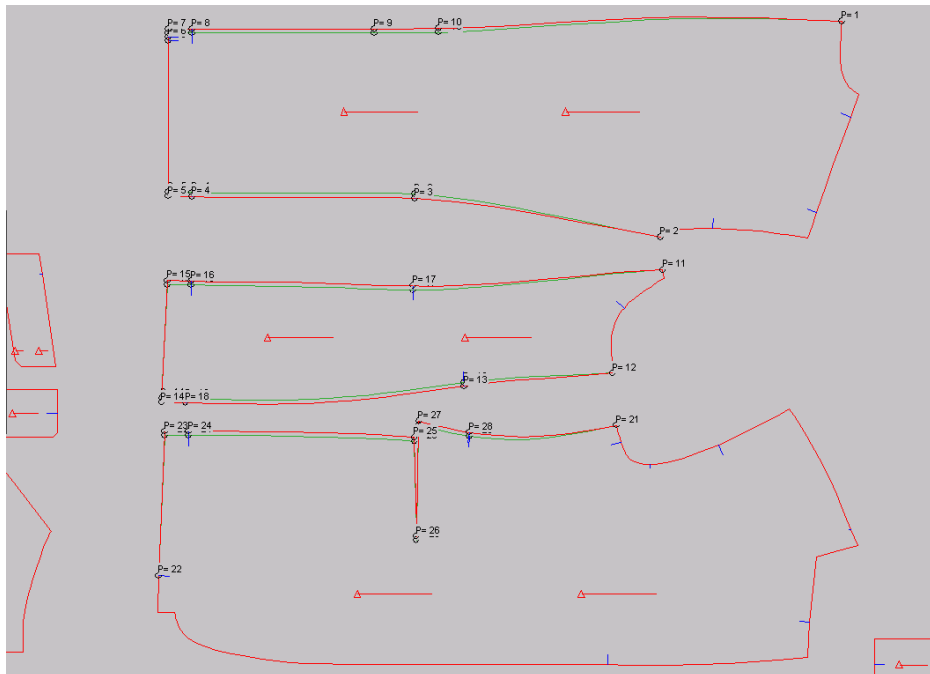 P= 7
P= 8
P= 9
P= 10
P= 1
P= 6
P= 5
P= 4
P= 3
P= 2
P= 15
P= 16
P= 17
P= 11
P= 14
P= 18
P= 13
P= 12
P= 23
P= 24
P= 27
P= 25
P= 28
P= 21
P= 26
P= 22